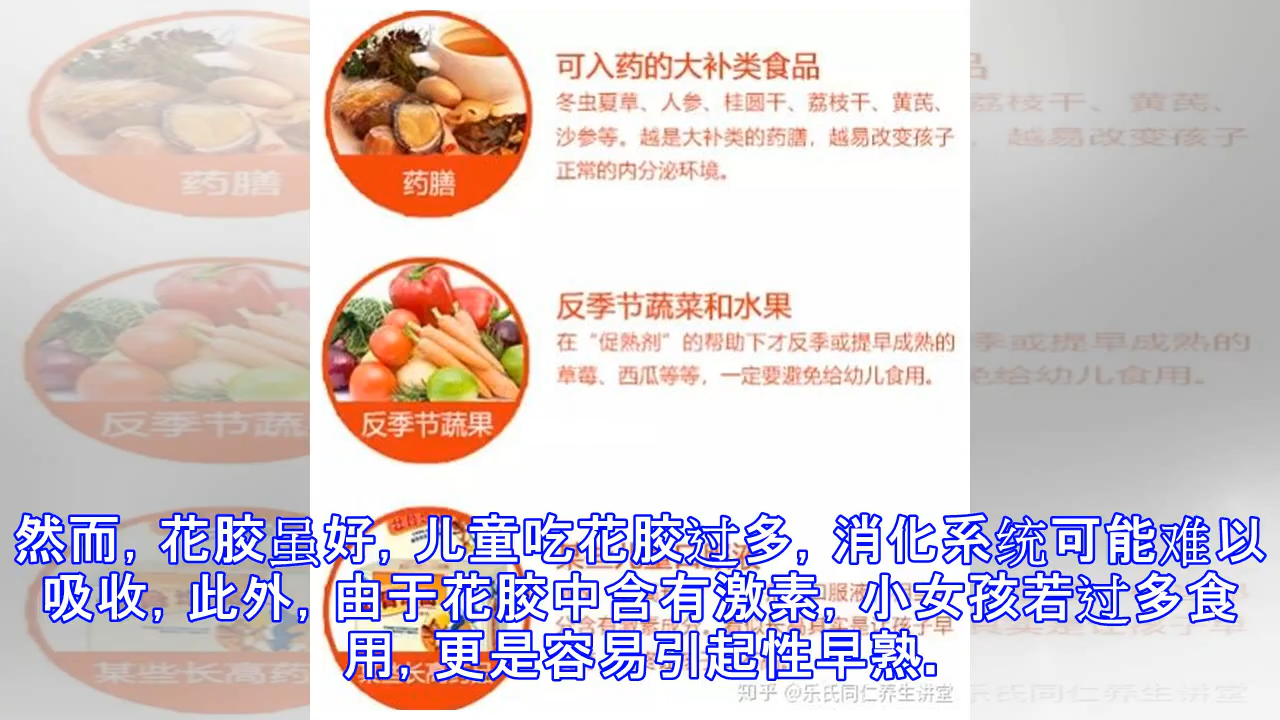 可入药的大补类食品
冬虫夏草、人参、桂圆干、荔枝干、黄芪、
沙参等。越是大补类的药膳，越易改变孩子
正常的内分泌环境。
药膳
反季节蔬菜和水果
在“促熟剂”的帮助下才反季或提早成熟的
草莓、西瓜等等，一定要避免给幼儿食用。
反季节蔬果
然而, 花胶虽好, 儿童吃花胶过多, 消化系统可能难以
吸收, 此外, 由于花胶中含有激素, 小女孩若过多食
用, 更是容易引起性早熟.
知乎 @乐氏同仁养生讲堂